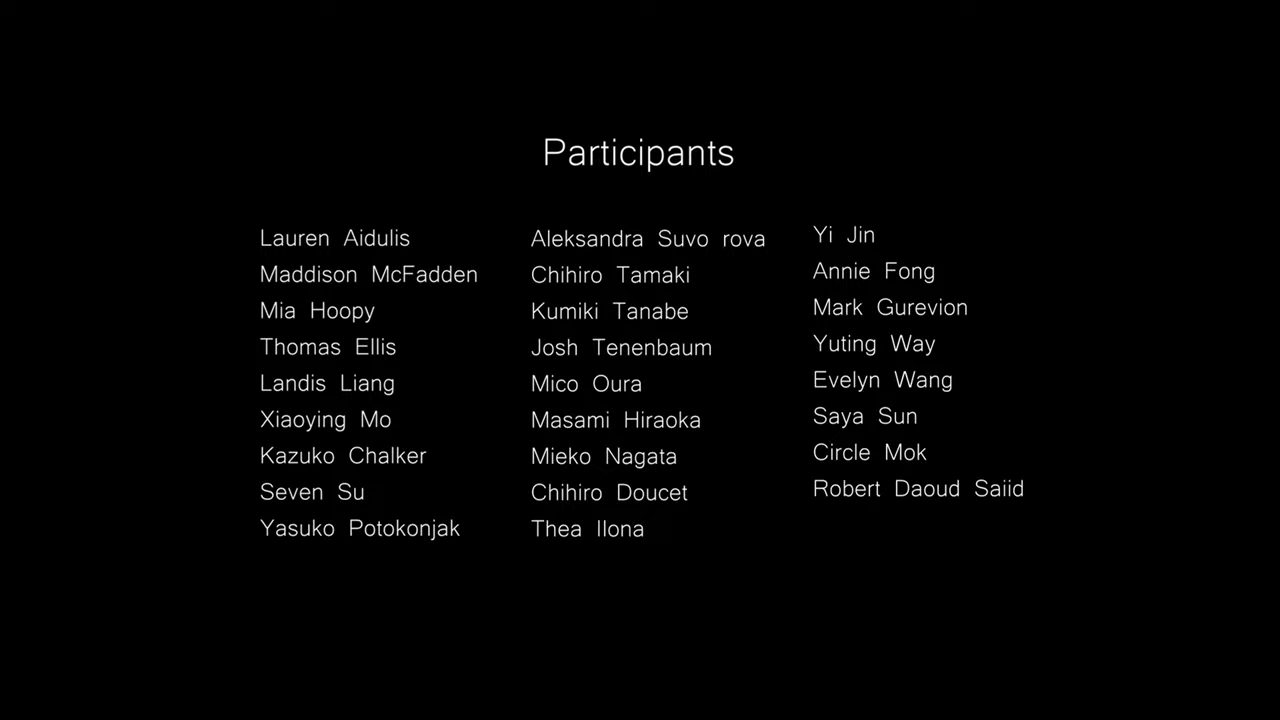 Participants
Lauren Aidulis
Maddison McFadden
Mia Hoopy
Thomas Ellis
Landis Liang
Xiaoying Mo
Kazuko Chalker
Seven Su
Yasuko Potokonjak
Aleksandra Suvo rova
Chihiro Tamaki
Kumiki Tanabe
Josh Tenenbaum
Mico Oura
Masami Hiraoka
Mieko Nagata
Chihiro Doucet
Thea Ilona
Yi Jin
Annie Fong
Mark Gurevion
Yuting Way
Evelyn Wang
Saya Sun
Circle Mok
Robert Daoud Saiid